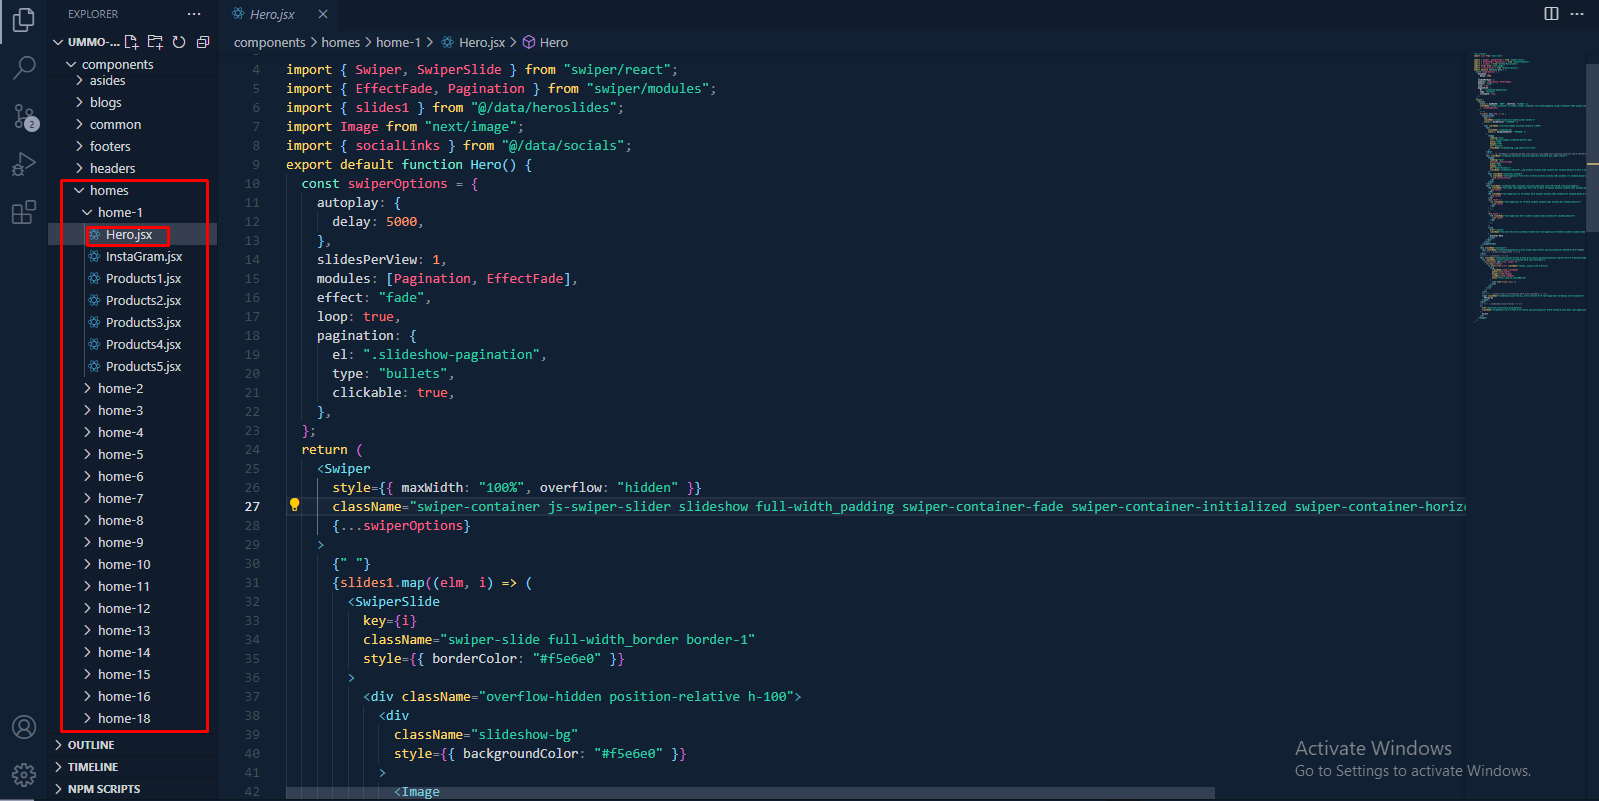 EXPLORER
UMMO-...
components
asides
blogs
common
footers
headers
homes
home-1
Hero.jsx
InstaGram.jsx
Products1.jsx
Products2.jsx
Products3.jsx
Products4.jsx
Products5.jsx
home-2
home-3
home-4
home-5
home-6
home-7
home-8
home-9
home-10
home-11
home-12
home-13
home-14
home-15
home-16
home-18
OUTLINE
TIMELINE
NPM SCRIPTS
2
Hero.jsx
components > homes > home-1 > Hero.jsx > Hero
4 import { Swiper, SwiperSlide } from "swiper/react";
5 import { EffectFade, Pagination } from "swiper/modules";
6 import { slides1 } from "@/data/heroslides";
7 import Image from "next/image";
8 import { socialLinks } from "@/data/socials";
9 export default function Hero() {
10 const swiperOptions = {
11 autoplay: {
12 delay: 5000,
13 },
14 slidesPerView: 1,
15 modules: [Pagination, EffectFade],
16 effect: "fade",
17 loop: true,
18 pagination: {
19 el: ".slideshow-pagination",
20 type: "bullets",
21 clickable: true,
22 },
23 };
24 return (
25 <Swiper
26 style={{ maxWidth: "100%", overflow: "hidden" }}
27 className="swiper-container js-swiper-slider slideshow full-width_padding swiper-container-fade swiper-container-initialized swiper-container-horizo
28 {...swiperOptions}
29 >
30 {" "}
31 {slides1.map((elm, i) => (
32 <SwiperSlide
33 key={i}
34 className="swiper-slide full-width_border border-1"
35 style={{ borderColor: "#f5e6e0" }}
36 >
37 <div className="overflow-hidden position-relative h-100">
38 <div
39 className="slideshow-bg"
40 style={{ backgroundColor: "#f5e6e0" }}
41 >
42 <Image
Activate Windows
Go to Settings to activate Windows.